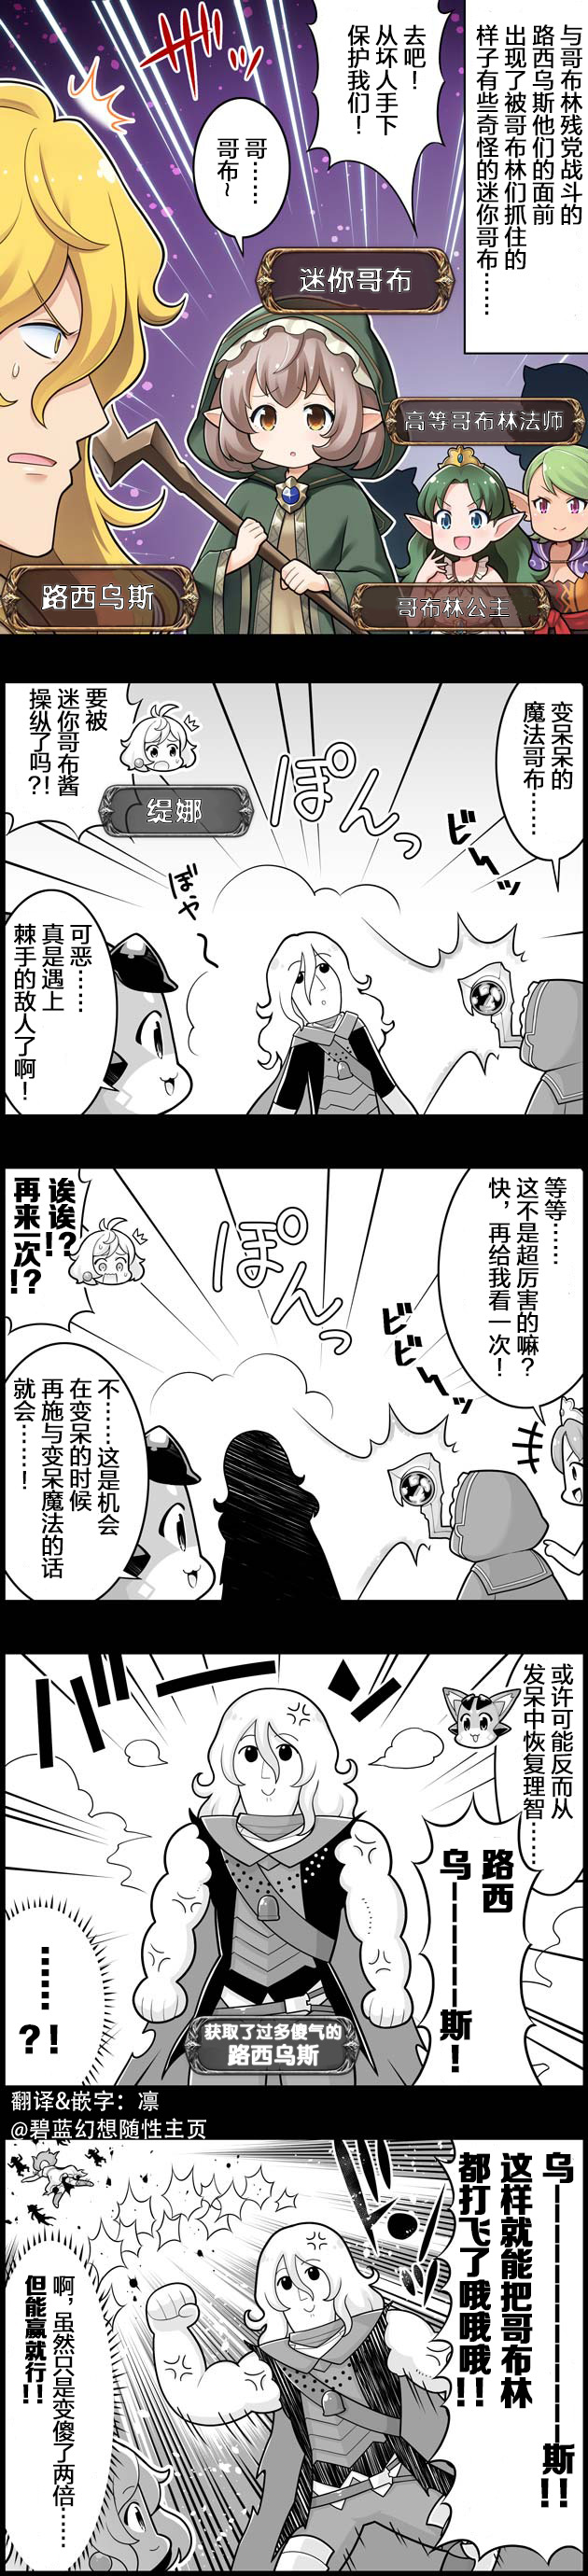 与哥布林残党战斗的
路西乌斯他们的面前
出现了被哥布林们抓住的
样子有些奇怪的迷你哥布……
去吧！
从坏人手下
保护我们！
哥……
哥布~
迷你哥布
高等哥布林法师
哥布林公主
路西乌斯
变呆呆的
魔法哥布……
要被
迷你哥布酱
操纵了吗?!
缇娜
ぽんっ
ビビッ
ぼや～
可恶……
真是遇上
棘手的敌人了啊！
等等……
这不是超厉害的嘛？
快，再给我看一次！
诶诶!?
再来一次!?
ぽんっ
ビビビッ
不……这是机会
在变呆的时候
再施与变呆魔法的话
就会……！
或许可能反而从
发呆中恢复理智……
路西
乌———————斯！
……
?!
获取了过多傻气的
路西乌斯
翻译&嵌字：凛
@碧蓝幻想随性主页
乌———————————斯!!
这样就能把哥布林
都打飞了哦哦哦!!
啊，虽然只是变傻了两倍……
但能赢就行!!